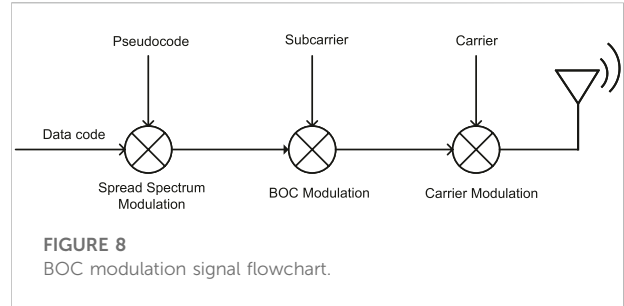 Pseudocode
Subcarrier
Carrier
Data code
Spread Spectrum
Modulation
BOC Modulation
Carrier Modulation
FIGURE 8
BOC modulation signal flowchart.